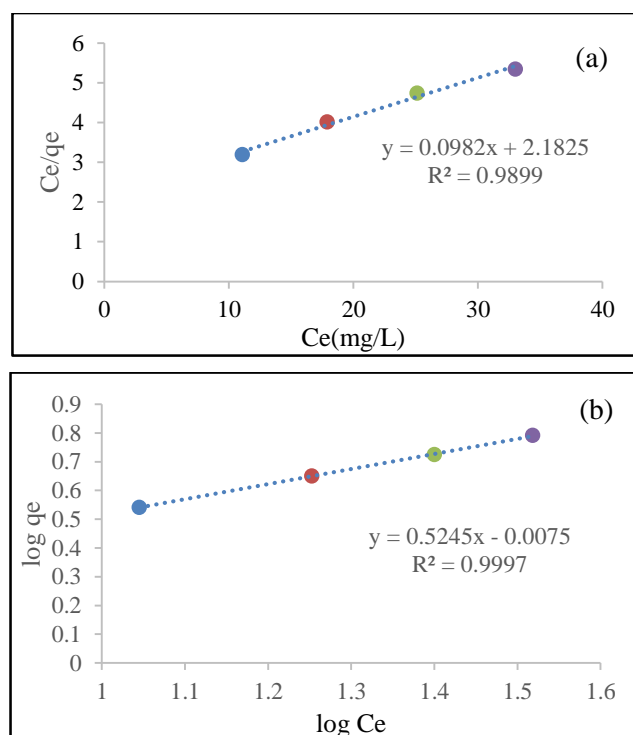 (a)
6
5
4
3
2
1
0
Ce/qe
y = 0.0982x + 2.1825
R² = 0.9899
0 10 20 30 40
Ce(mg/L)
(b)
0.9
0.8
0.7
0.6
0.5
0.4
0.3
0.2
0.1
0
log qe
y = 0.5245x - 0.0075
R² = 0.9997
1 1.1 1.2 1.3 1.4 1.5 1.6
log Ce